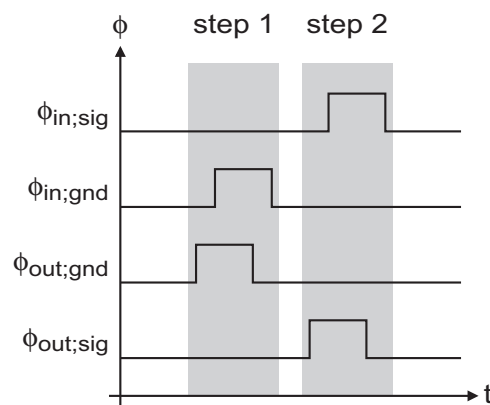 ϕ step 1 step 2
ϕin;sig
ϕin;gnd
ϕout;gnd
ϕout;sig
t